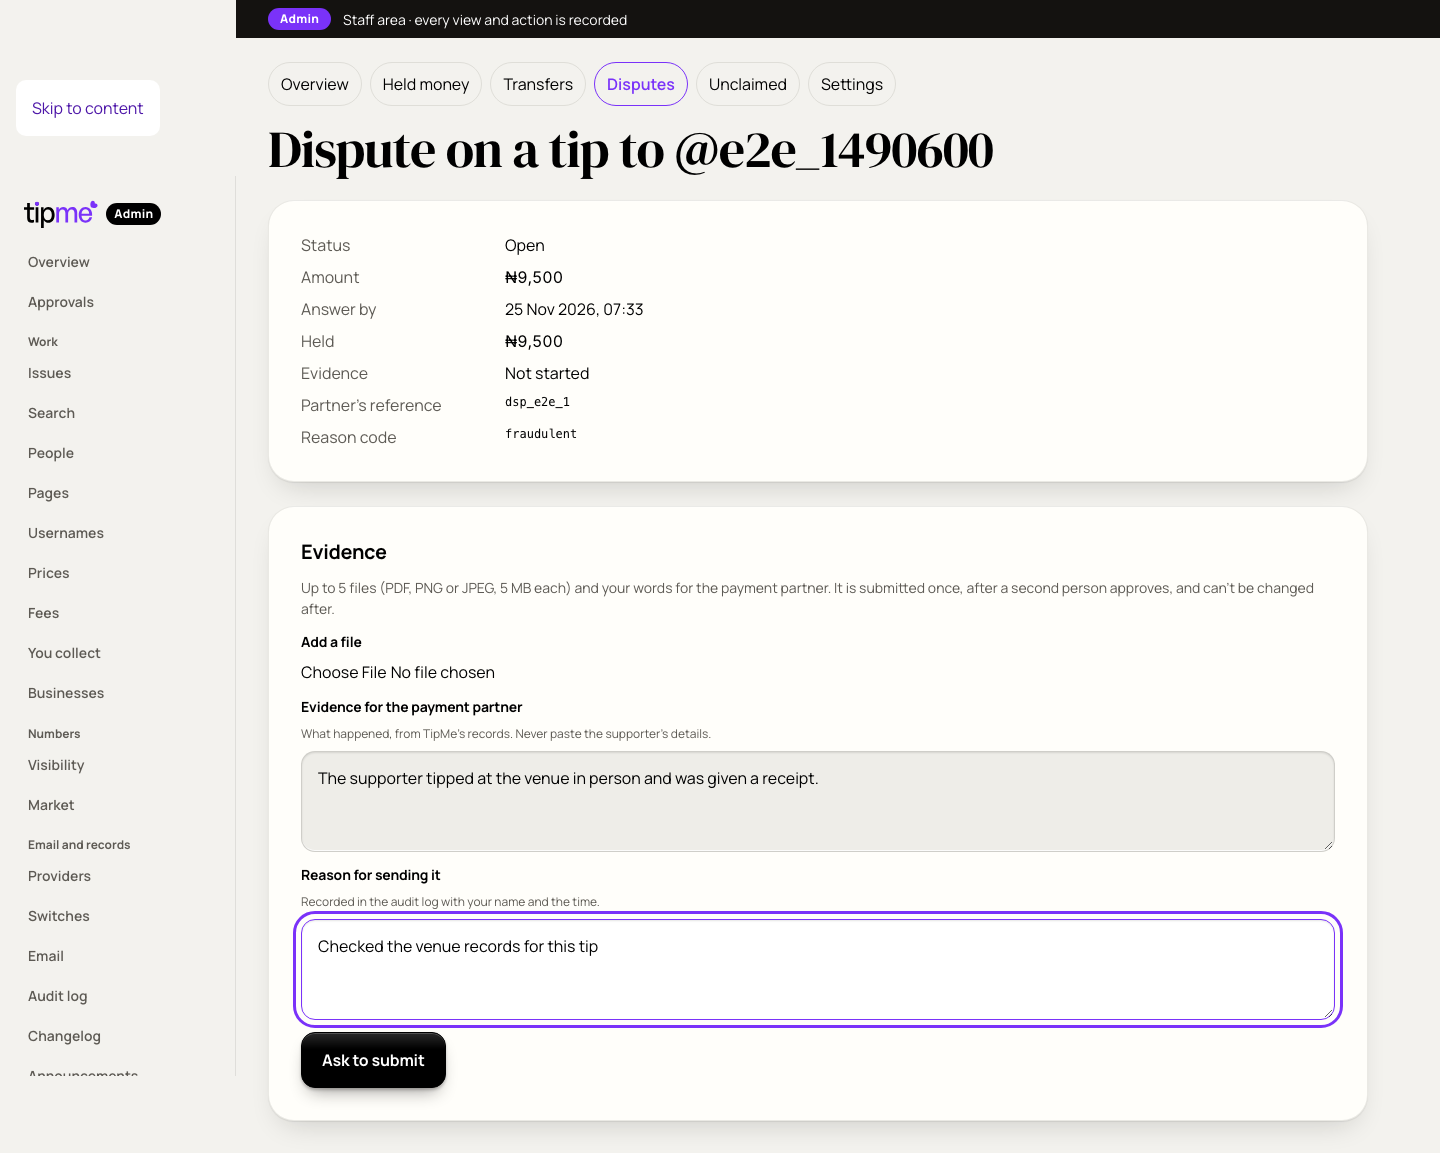 Admin Staff area · every view and action is recorded
Skip to content
Overview Held money Transfers Disputes Unclaimed Settings
Dispute on a tip to @e2e_1490600
tipme Admin
Overview
Approvals
Work
Issues
Search
People
Pages
Usernames
Prices
Fees
You collect
Businesses
Numbers
Visibility
Market
Email and records
Providers
Switches
Email
Audit log
Changelog
Announcements
Status Open
Amount ₦9,500
Answer by 25 Nov 2026, 07:33
Held ₦9,500
Evidence Not started
Partner's reference dsp_e2e_1
Reason code fraudulent
Evidence
Up to 5 files (PDF, PNG or JPEG, 5 MB each) and your words for the payment partner. It is submitted once, after a second person approves, and can't be changed
after.
Add a file
Choose File No file chosen
Evidence for the payment partner
What happened, from TipMe's records. Never paste the supporter's details.
The supporter tipped at the venue in person and was given a receipt.
Reason for sending it
Recorded in the audit log with your name and the time.
Checked the venue records for this tip
Ask to submit